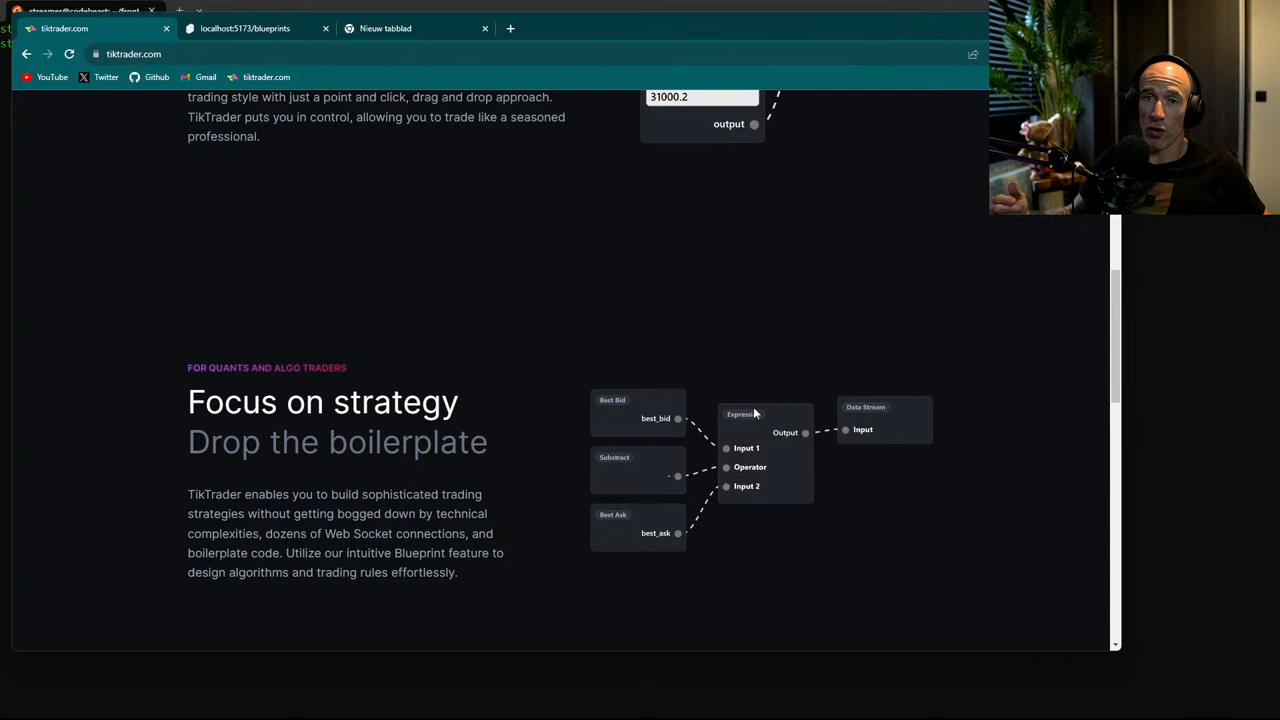 streamer@codebeast: ~/front
tiktrader.com
localhost:5173/blueprints
Nieuw tabblad
tiktrader.com
YouTube
Twitter
Github
Gmail
tiktrader.com
trading style with just a point and click, drag and drop approach.
TikTrader puts you in control, allowing you to trade like a seasoned
professional.
31000.2
output
FOR QUANTS AND ALGO TRADERS
Focus on strategy
Drop the boilerplate
TikTrader enables you to build sophisticated trading
strategies without getting bogged down by technical
complexities, dozens of Web Socket connections, and
boilerplate code. Utilize our intuitive Blueprint feature to
design algorithms and trading rules effortlessly.
Best Bid
best_bid
Substract
-
Best Ask
best_ask
Output
Input 1
Operator
Input 2
Data Stream
Input